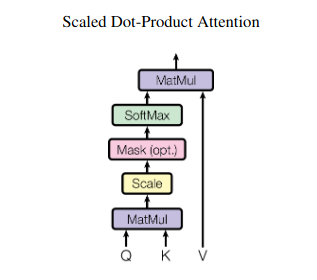 Scaled Dot-Product Attention
MatMul
SoftMax
Mask (opt.)
Scale
MatMul
Q K V